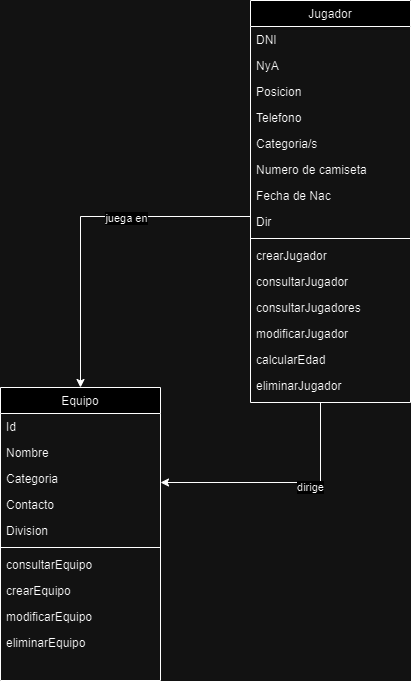 Jugador
DNI
NyA
Posicion
Telefono
Categoria/s
Numero de camiseta
Fecha de Nac
Dir
crearJugador
consultarJugador
consultarJugadores
modificarJugador
calcularEdad
eliminarJugador
juega en
Equipo
Id
Nombre
Categoria
Contacto
Division
consultarEquipo
crearEquipo
modificarEquipo
eliminarEquipo
dirige